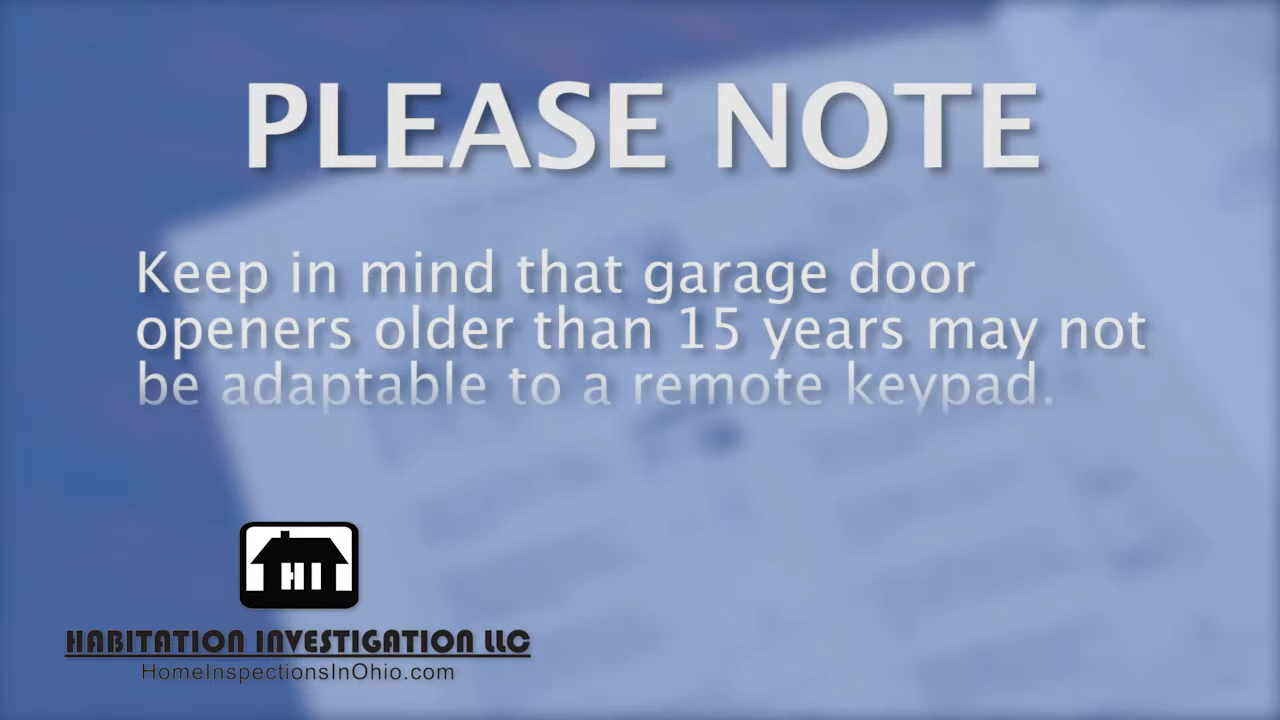 PLEASE NOTE
Keep in mind that garage door
openers older than 15 years may not
be adaptable to a remote keypad.
HI
HABITATION INVESTIGATION LLC
HomeInspectionsInOhio.com